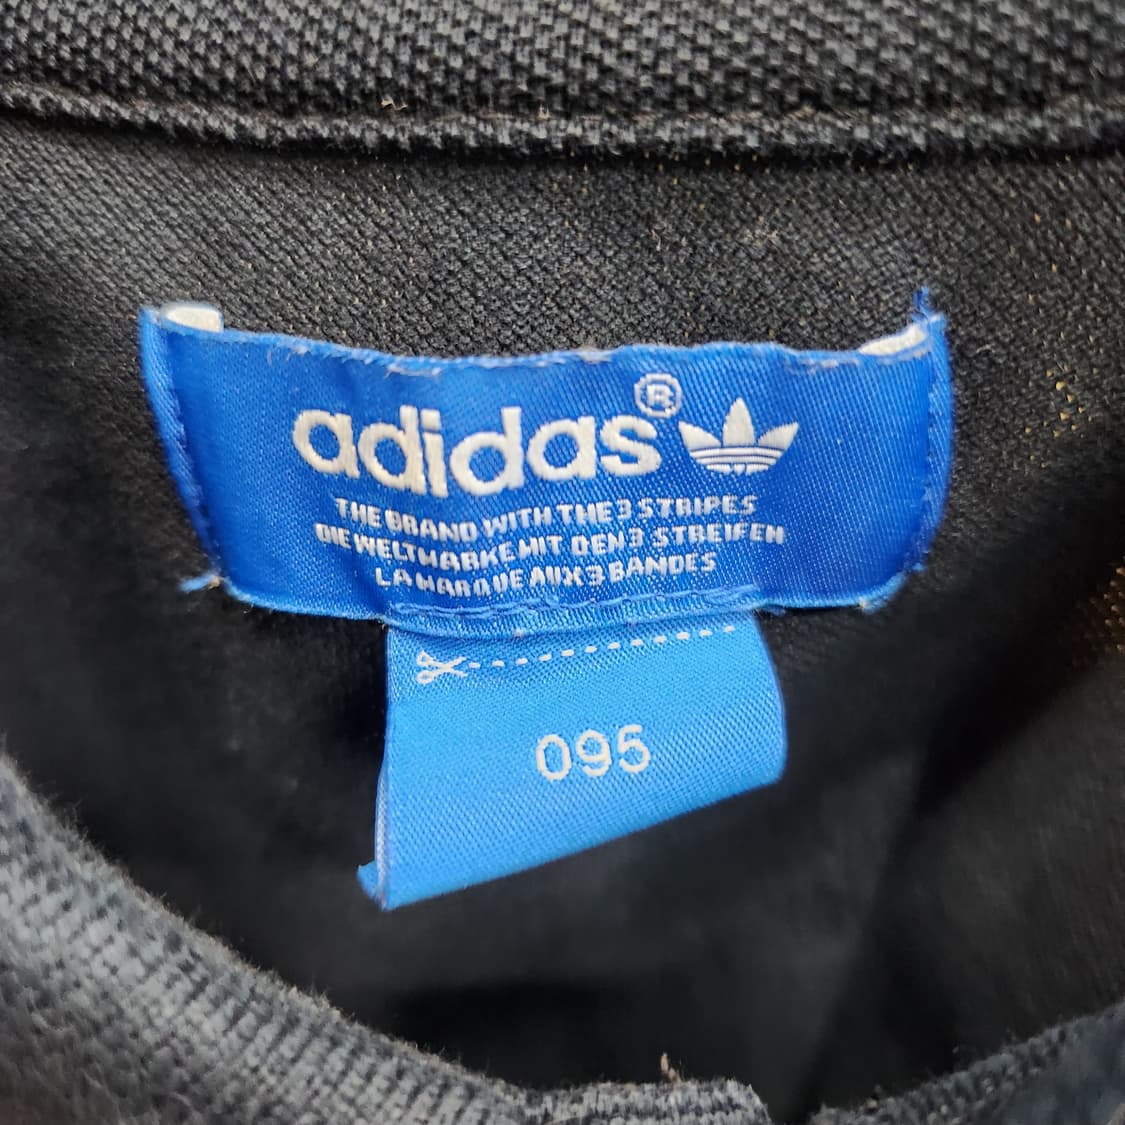 adidas®
THE BRAND WITH THE 3 STRIPES
DIE WELTMARKE MIT DEN 3 STREIFEN
LA MARQUE AUX 3 BANDES
095